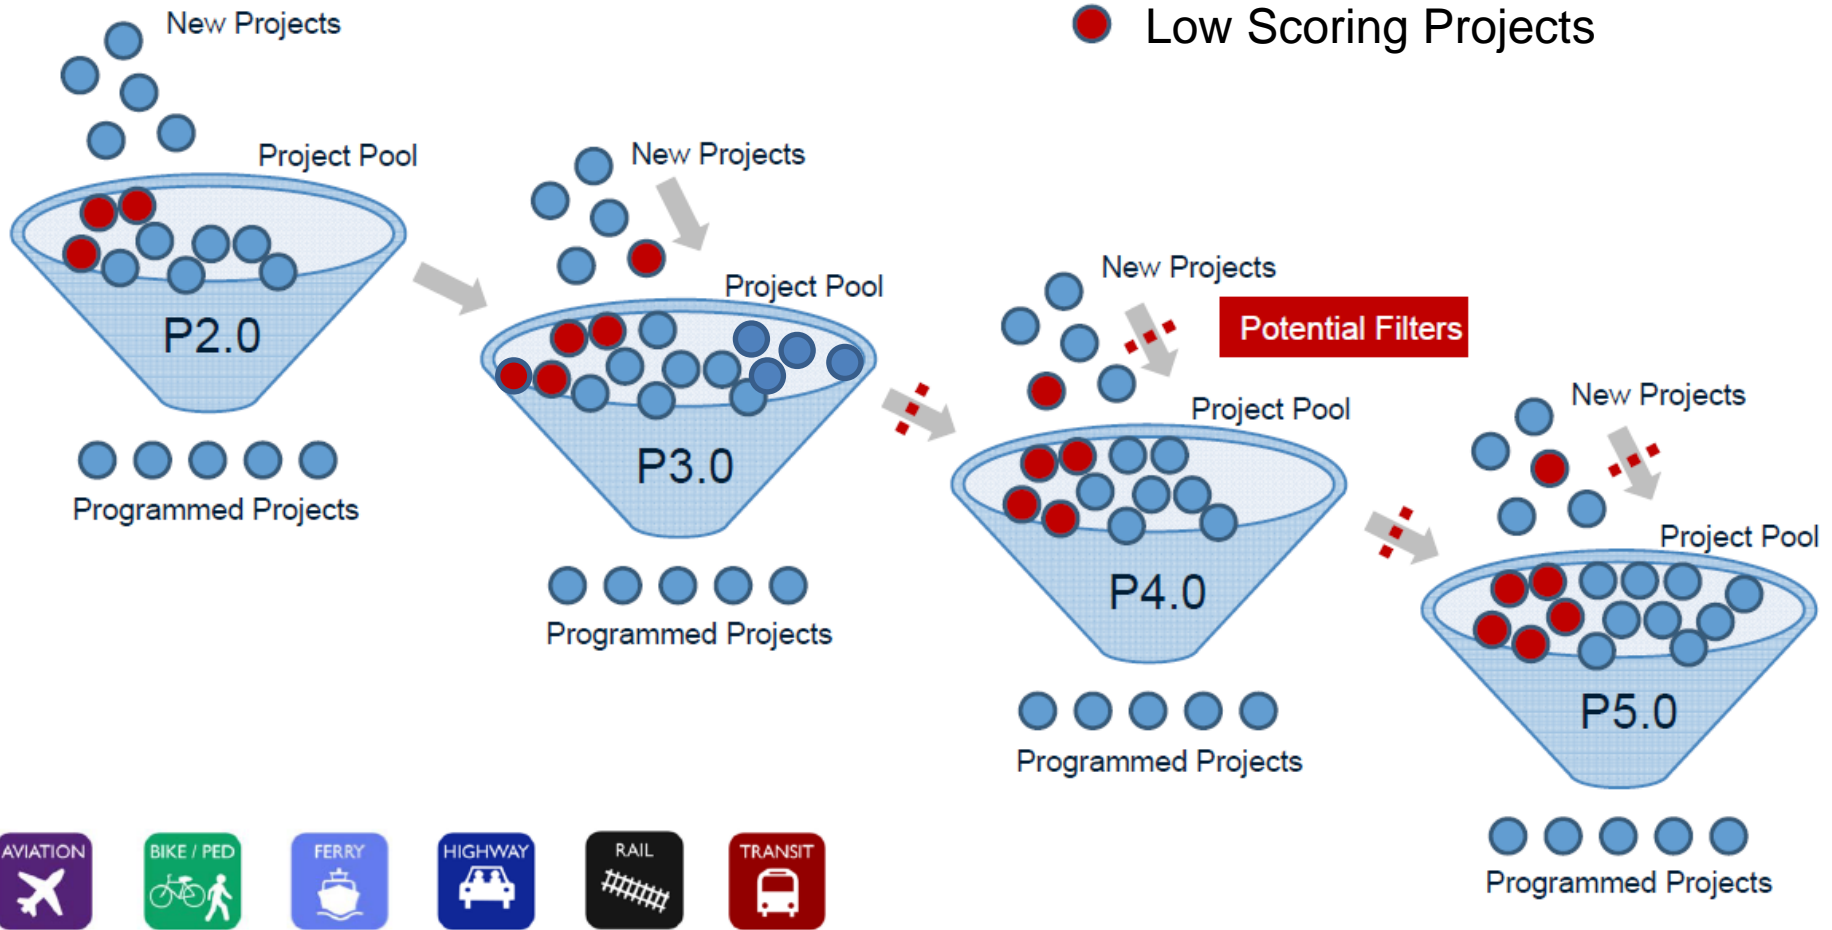 New Projects
Low Scoring Projects
Project Pool
New Projects
P2.0
Project Pool
New Projects
Potential Filters
Programmed Projects
P3.0
Project Pool
New Projects
Programmed Projects
P4.0
Project Pool
Programmed Projects
P5.0
Programmed Projects
AVIATION
BIKE / PED
FERRY
HIGHWAY
RAIL
TRANSIT